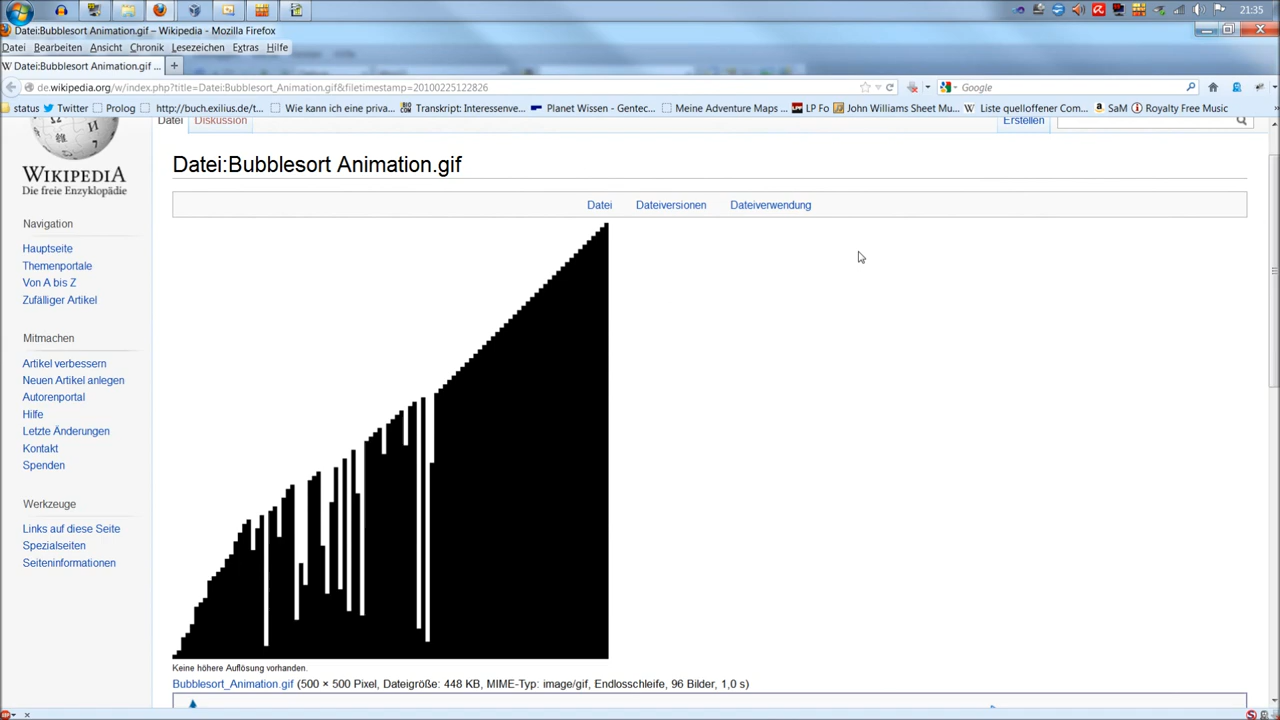 21:35
Datei:Bubblesort Animation.gif – Wikipedia - Mozilla Firefox
Datei Bearbeiten Ansicht Chronik Lesezeichen Extras Hilfe
W Datei:Bubblesort Animation.gif ... +
de.wikipedia.org/w/index.php?title=Datei:Bubblesort_Animation.gif&filetimestamp=20100225122826
Google
status Twitter Prolog http://buch.exilius.de/t... Wie kann ich eine priva... Transcript: Interessenve... Planet Wissen - Gentec... Meine Adventure Maps ... LP Fo John Williams Sheet Mu... Liste quelloffener Com... SaM Royalty Free Music »
Datei Diskussion Erstellen
WIKIPEDIA
Die freie Enzyklopädie
Datei:Bubblesort Animation.gif
Datei Dateiversionen Dateiverwendung
Navigation
Hauptseite
Themenportale
Von A bis Z
Zufälliger Artikel
Mitmachen
Artikel verbessern
Neuen Artikel anlegen
Autorenportal
Hilfe
Letzte Änderungen
Kontakt
Spenden
Werkzeuge
Links auf diese Seite
Spezialseiten
Seiteninformationen
Keine höhere Auflösung vorhanden.
Bubblesort_Animation.gif (500 × 500 Pixel, Dateigröße: 448 KB, MIME-Typ: image/gif, Endlosschleife, 96 Bilder, 1,0 s)